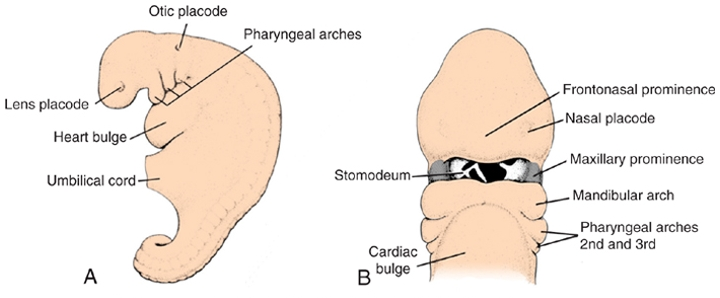 Otic placode
Pharyngeal arches
Lens placode
Heart bulge
Umbilical cord
A
Frontonasal prominence
Nasal placode
Maxillary prominence
Stomodeum
Mandibular arch
Pharyngeal arches
2nd and 3rd
Cardiac
bulge
B